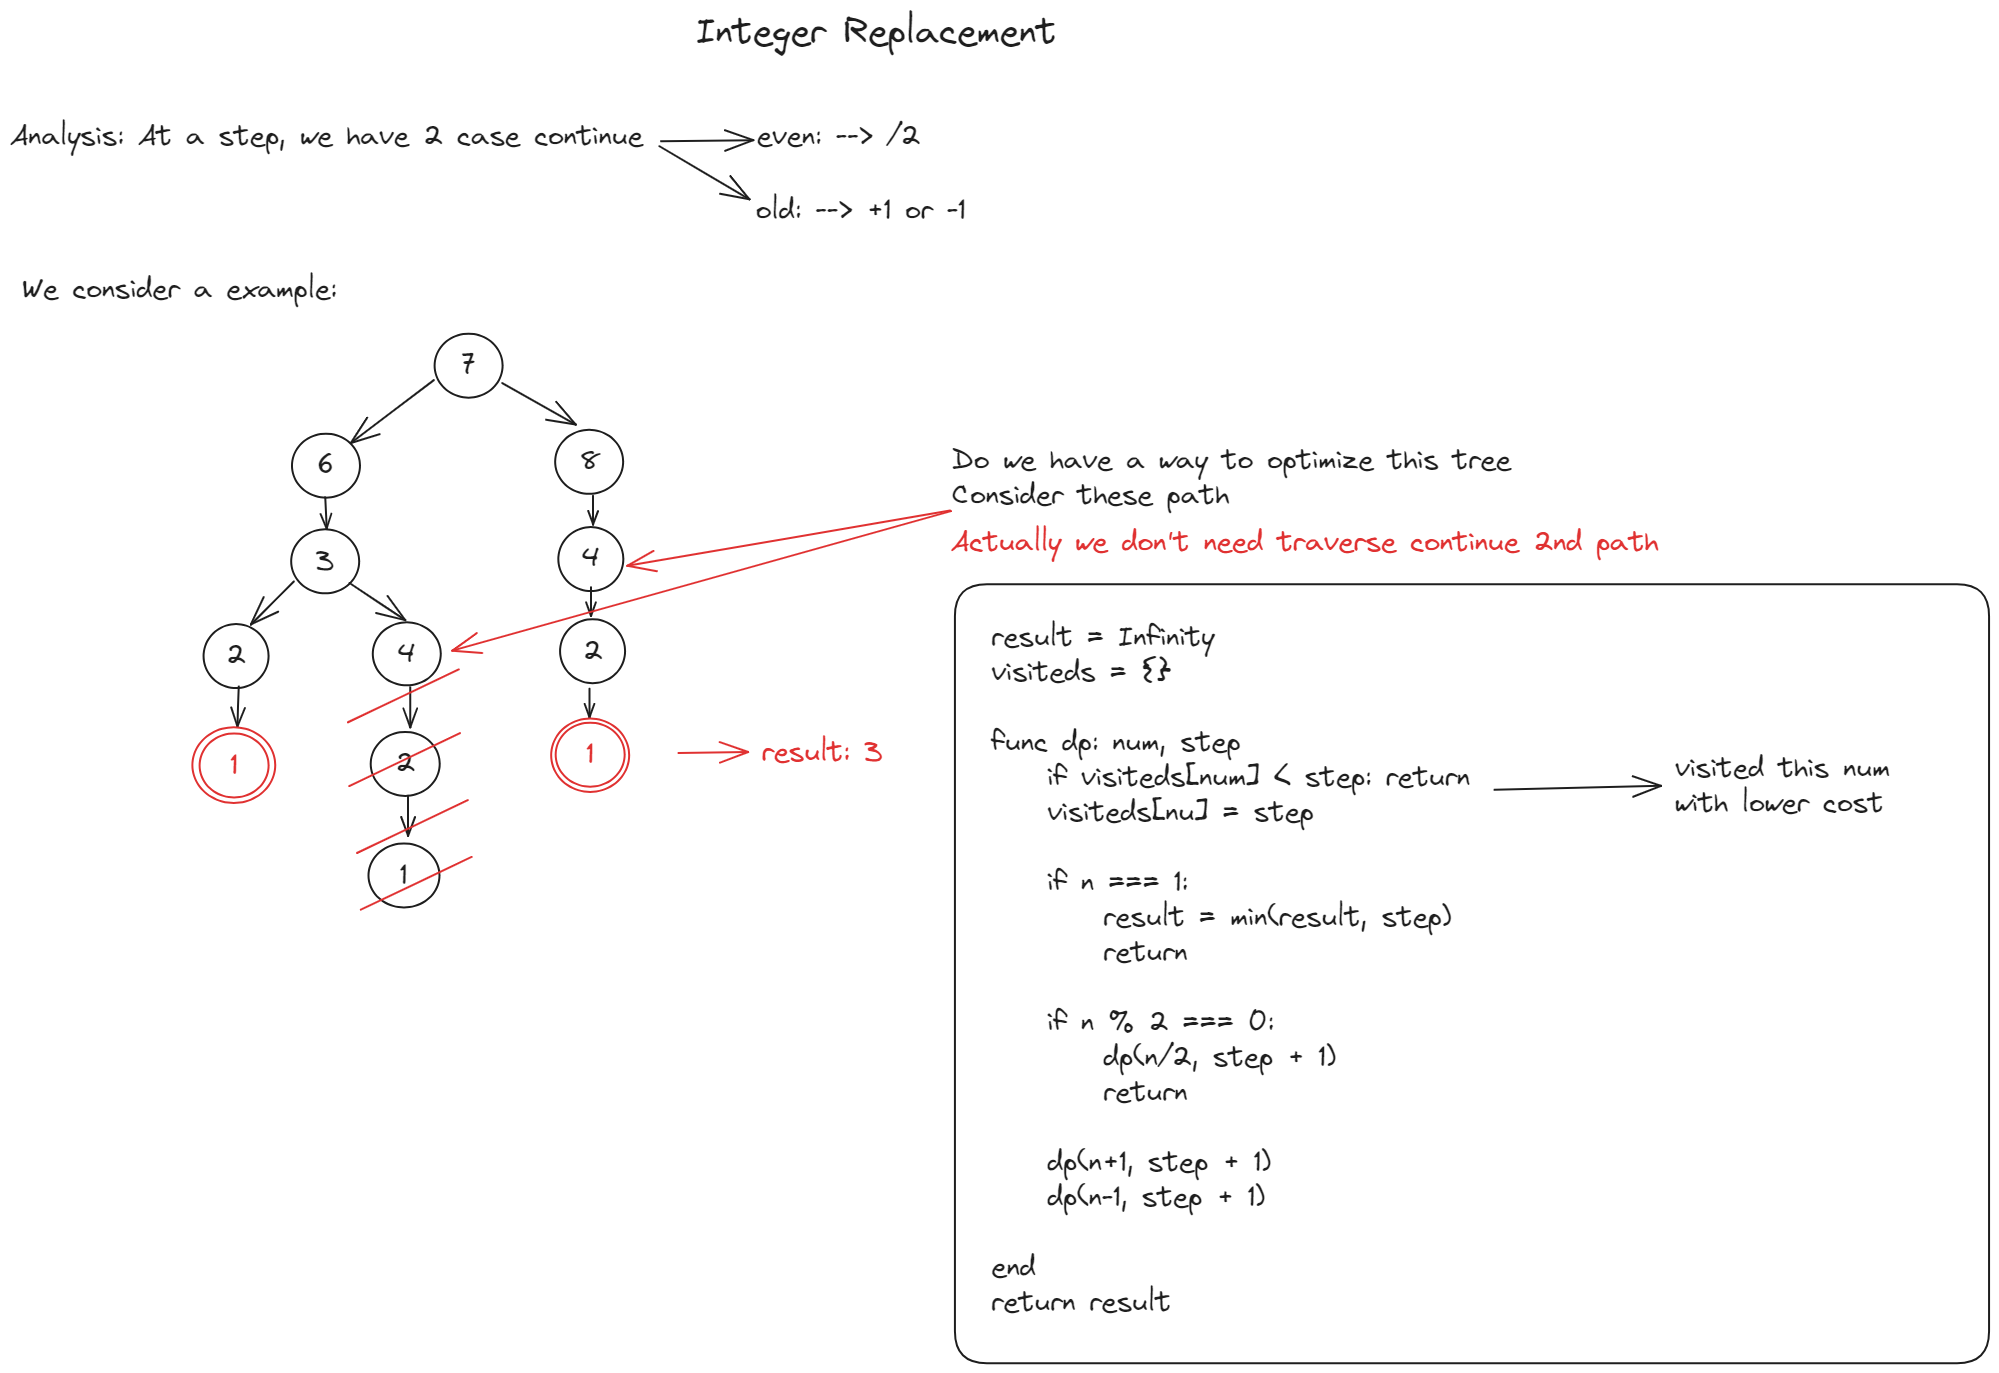 Integer Replacement
Analysis: At a step, we have 2 case continue
even: --> /2
old: --> +1 or -1
We consider a example:
7
6
8
3
4
2
4
2
1
2
1
1
result: 3
Do we have a way to optimize this tree
Consider these path
Actually we don't need traverse continue 2nd path
result = Infinity
visiteds = {}
func dp: num, step
if visiteds[num] < step: return
visited this num
with lower cost
visiteds[nu] = step
if n === 1:
result = min(result, step)
return
if n % 2 === 0:
dp(n/2, step + 1)
return
dp(n+1, step + 1)
dp(n-1, step + 1)
end
return result